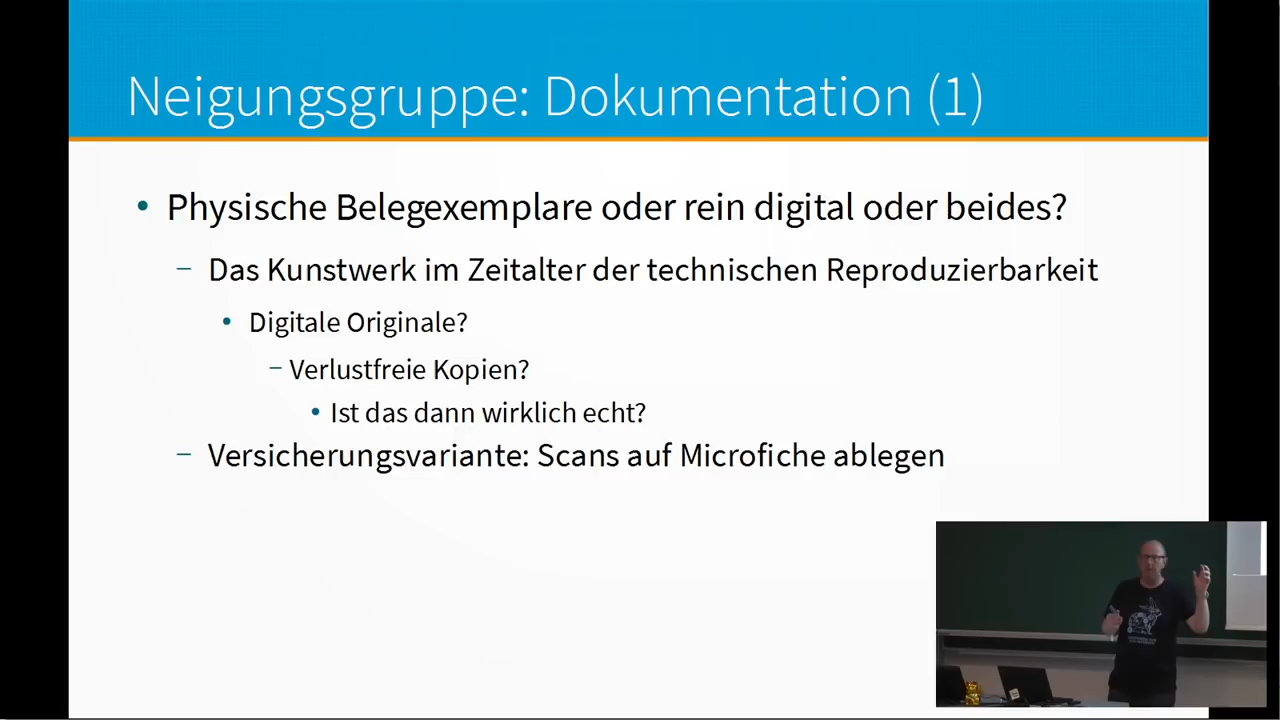 Neigungsgruppe: Dokumentation (1)
• Physische Belegexemplare oder rein digital oder beides?
– Das Kunstwerk im Zeitalter der technischen Reproduzierbarkeit
• Digitale Originale?
– Verlustfreie Kopien?
• Ist das dann wirklich echt?
– Versicherungsvariante: Scans auf Microfiche ablegen